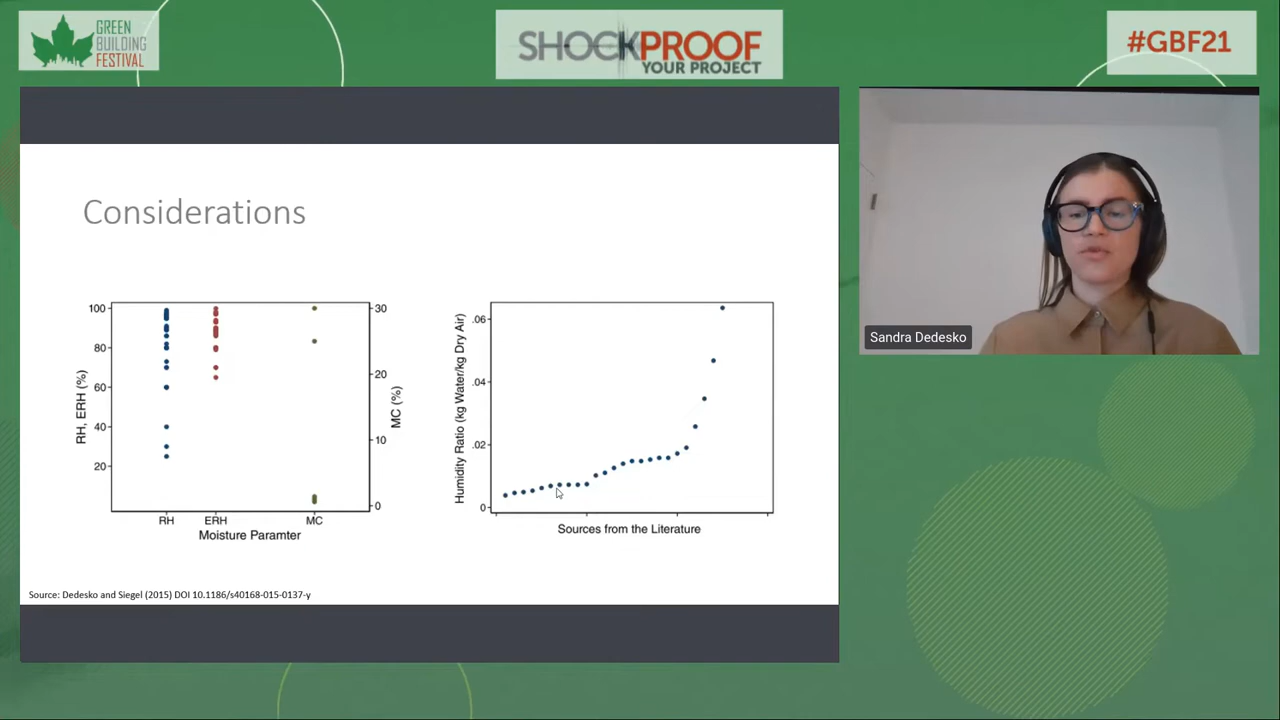 GREEN
BUILDING
FESTIVAL
SHOCKPROOF
YOUR PROJECT
#GBF21
Considerations
100
80
60
40
20
RH, ERH (%)
30
20
10
0
MC (%)
RH ERH MC
Moisture Paramter
.06
.04
.02
0
Humidity Ratio (kg Water/kg Dry Air)
Sources from the Literature
Source: Dedesko and Siegel (2015) DOI 10.1186/s40168-015-0137-y
Sandra Dedesko